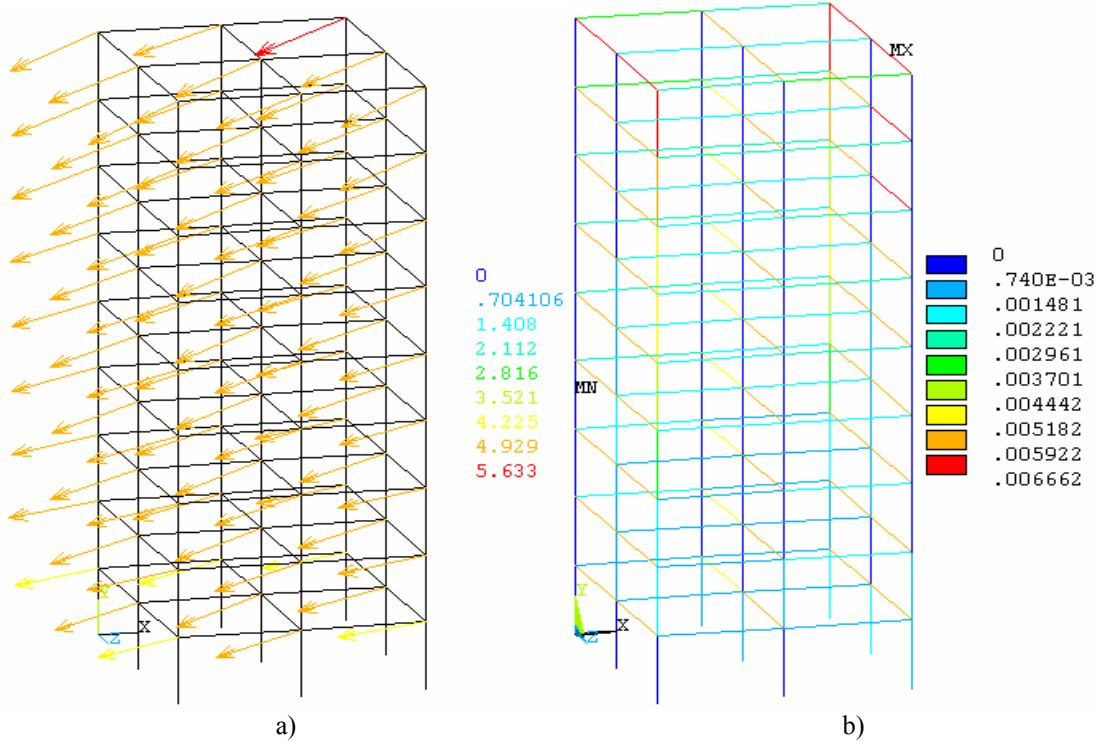 MX
0
.704106
1.408
2.112
2.816
3.521
4.225
4.929
5.633
0
.740E-03
.001481
.002221
.002961
.003701
.004442
.005182
.005922
.006662
MN
Y
X
Z
Y
X
Z
a)
b)